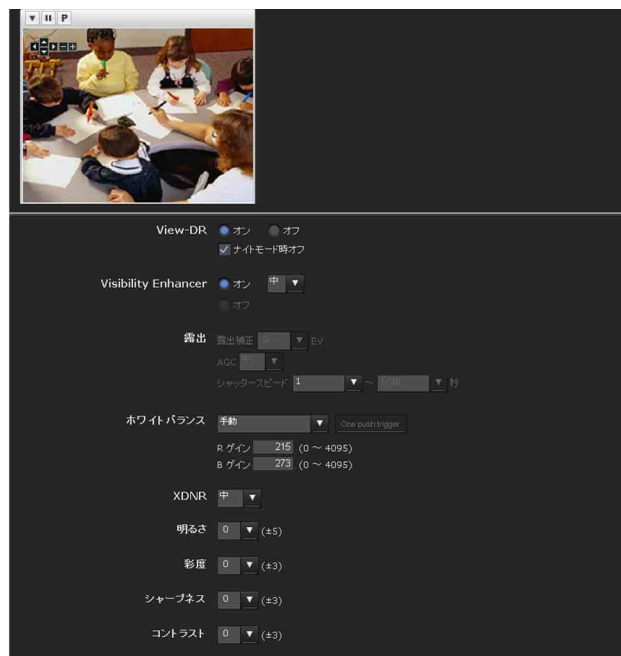 P
View-DR オン オフ
ナイトモード時オフ
Visibility Enhancer オン 中
オフ
露出 露出補正 0 EV
AGC
シャッタースピード 1 ～ 1/30 秒
ホワイトバランス 手動 One push trigger
R ゲイン 215 (0 ～ 4095)
B ゲイン 273 (0 ～ 4095)
XDNR 中
明るさ 0 (±5)
彩度 0 (±3)
シャープネス 0 (±3)
コントラスト 0 (±3)